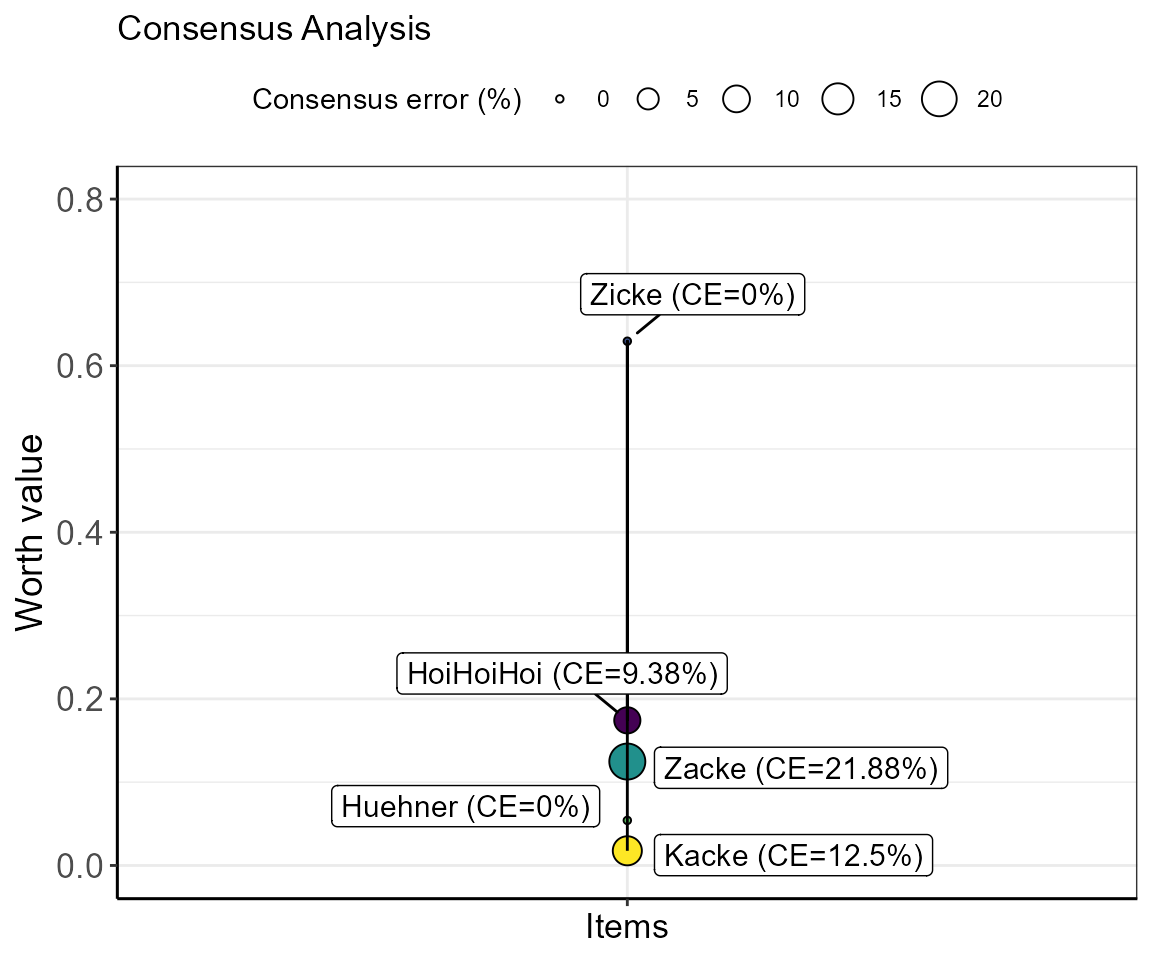 Consensus Analysis
Consensus error (%) 0 5 10 15 20
0.8
Zicke (CE=0%)
0.6
Worth value
0.4
HoiHoiHoi (CE=9.38%)
0.2
Zacke (CE=21.88%)
Huehner (CE=0%)
Kacke (CE=12.5%)
0.0
Items